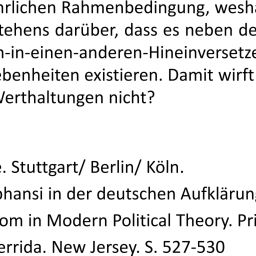 hrlichen Rahmenbedingung, wesha
tehens darüber, dass es neben de
n-in-einen-anderen-Hineinversetze
ebenheiten existieren. Damit wirft
Werthaltungen nicht?
e. Stuttgart/ Berlin/ Köln.
phansi in der deutschen Aufklärung
om in Modern Political Theory. Pri
errida. New Jersey. S. 527-530